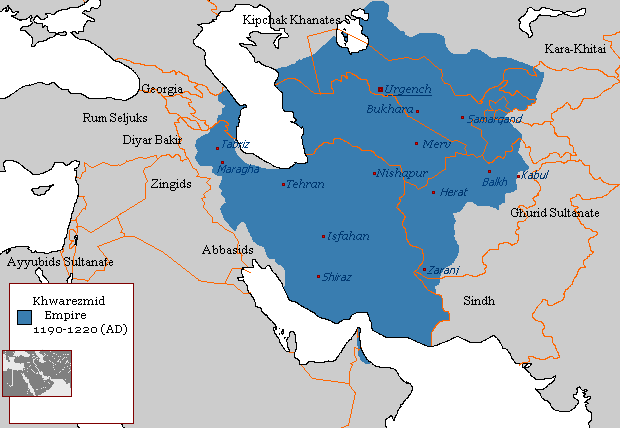 Kipchak Khanates
Kara-Khitai
Georgia
Urgench
Bukhara
Rum Seljuks
Samarqand
Diyar Bakir
Tabriz
Merv
Maragha
Nishapur
Balkh
Kabul
Zingids
Tehran
Herat
Ghurid Sultanate
Isfahan
Abbasids
Ayyubids Sultanate
Zaranj
Shiraz
Sindh
Khwarezmid
Empire
1190-1220 (AD)